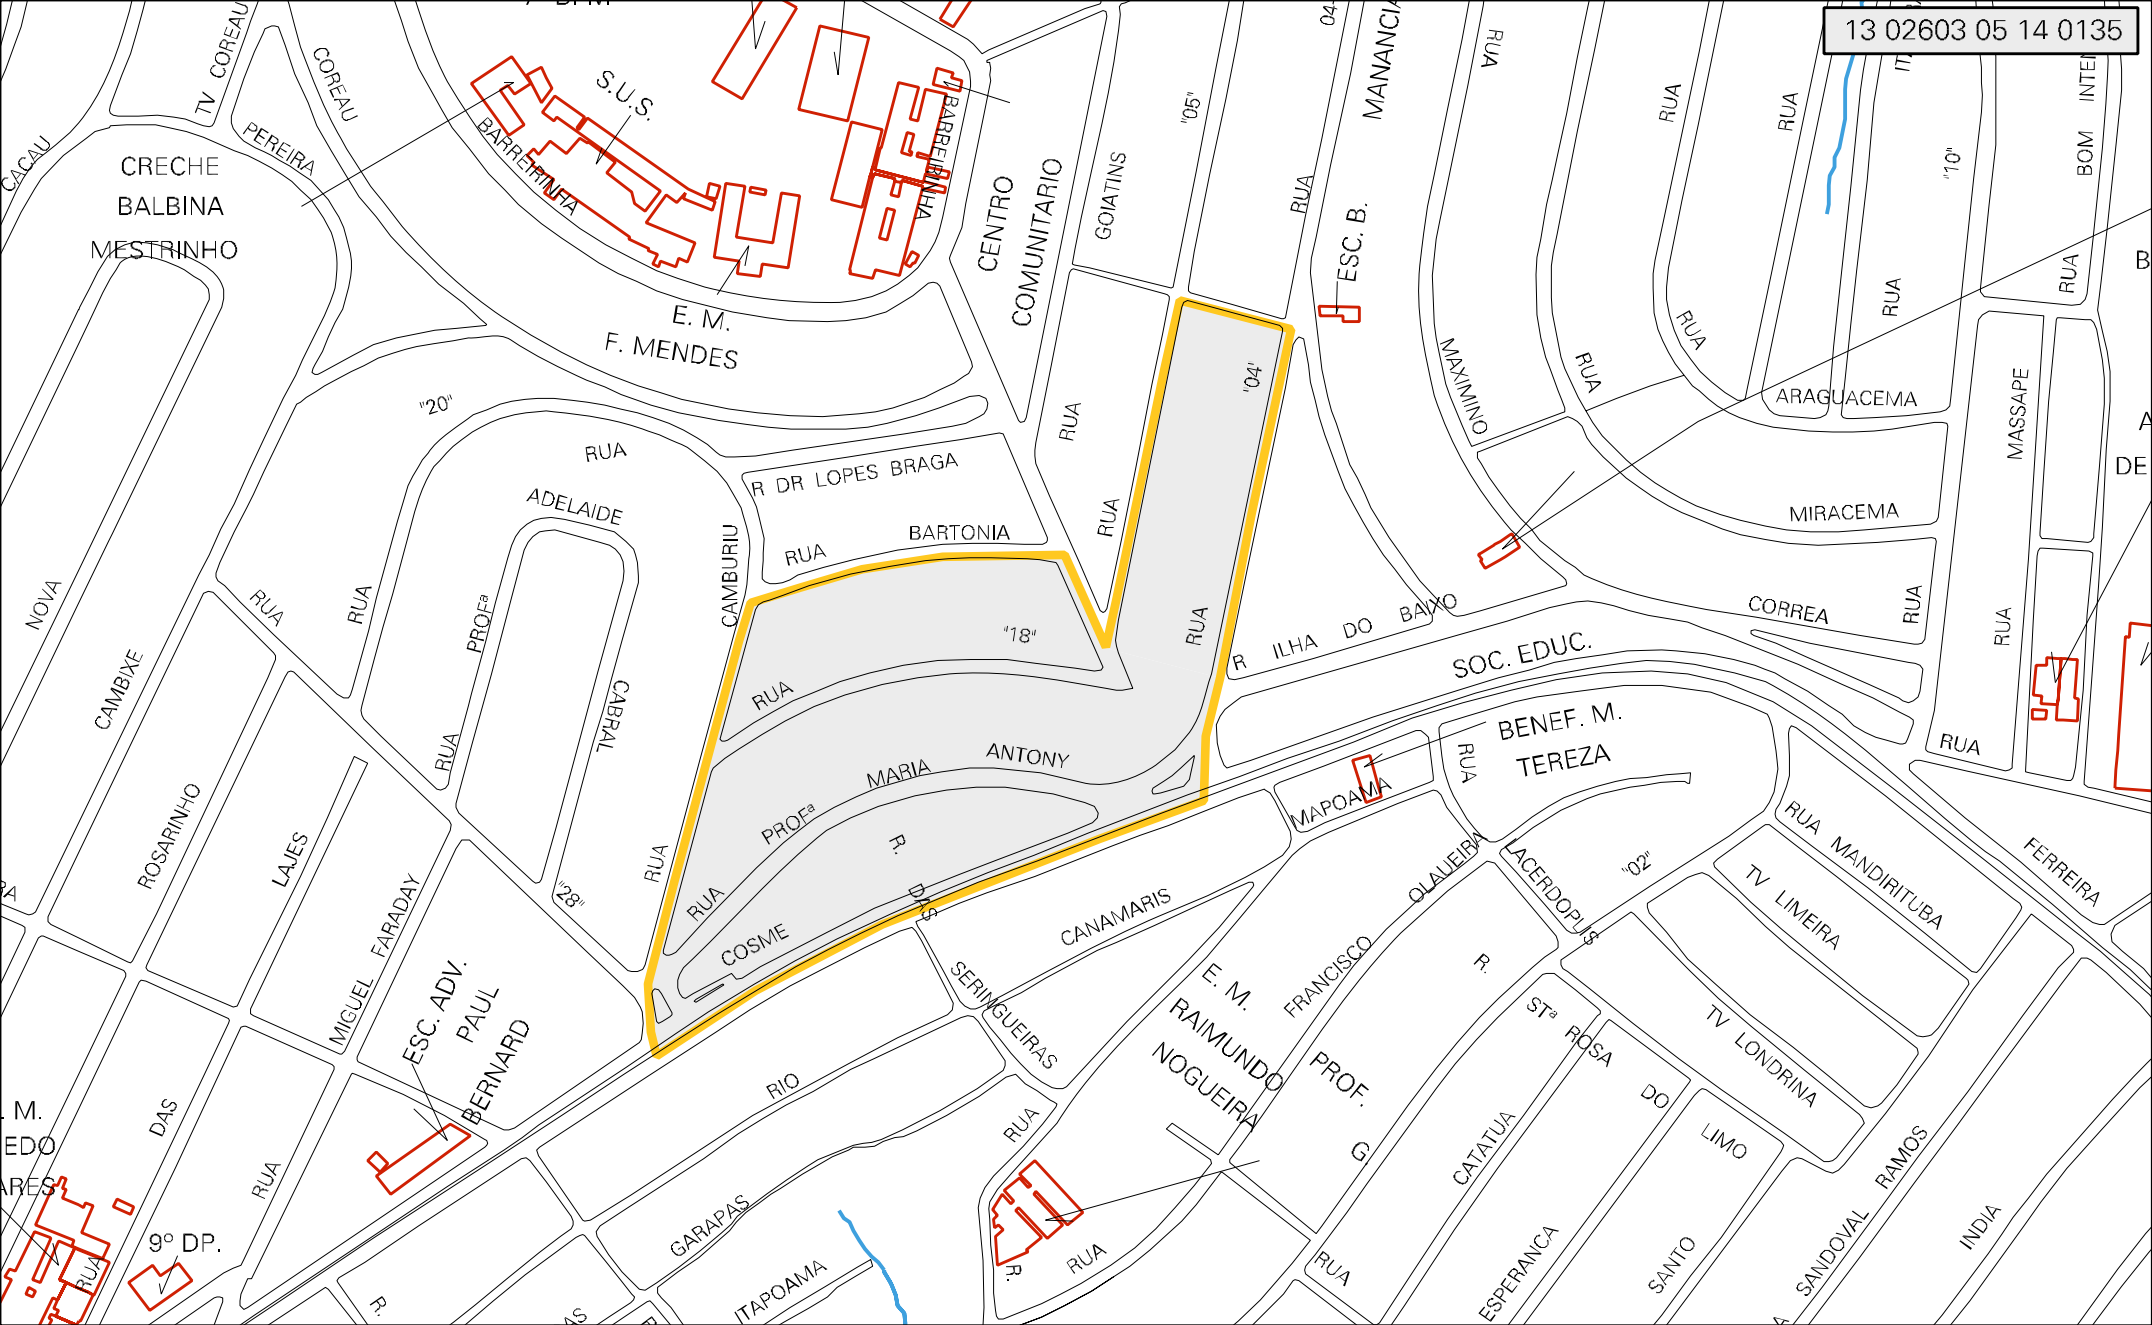 13 02603 05 14 0135
TV COREAU
COREAU
PEREIRA
CACAU
CRECHE
BALBINA
MESTRINHO
S.U.S.
BARREIRINHA
BARREIRINHA
E. M.
F. MENDES
CENTRO
COMUNITARIO
GOIATINS
"05"
RUA
MANANCIA
ESC. B.
RUA
RUA
RUA
"10"
BOM INTE
RUA
RUA
RUA
RUA
MAXIMINO
ARAGUACEMA
MASSAPE
MIRACEMA
CORREA
RUA
RUA
RUA
DE
"20"
RUA
ADELAIDE
R DR LOPES BRAGA
RUA BARTONIA
CAMBURIU
RUA
RUA
'04'
RUA
"18"
RUA
R ILHA DO BAIXO
SOC. EDUC.
BENEF. M.
TEREZA
RUA
MAPOAMA
NOVA
RUA
RUA
PROFª
CABRAL
RUA
CAMBIXE
ROSARINHO
LAJES
MIGUEL FARADAY
"28"
RUA
RUA PROFª MARIA ANTONY
R.
DAS
COSME
CANAMARIS
SERINGUEIRAS
OLAUEIRA
LACERDOPLIS
"02"
RUA MANDIRITUBA
TV LIMEIRA
TV LONDRINA
FERREIRA
ESC. ADV.
PAUL
BERNARD
E. M.
RAIMUNDO
NOGUEIRA
FRANCISCO
PROF.
G.
R.
STª ROSA
DO
LIMO
RIO
RUA
DAS
RUA
9º DP.
RUA
. M.
EDO
ARES
GARAPAS
ITAPOAMA
R.
R.
RUA
RUA
CATATUA
ESPERANCA
SANTO
SANDOVAL
RAMOS
INDIA